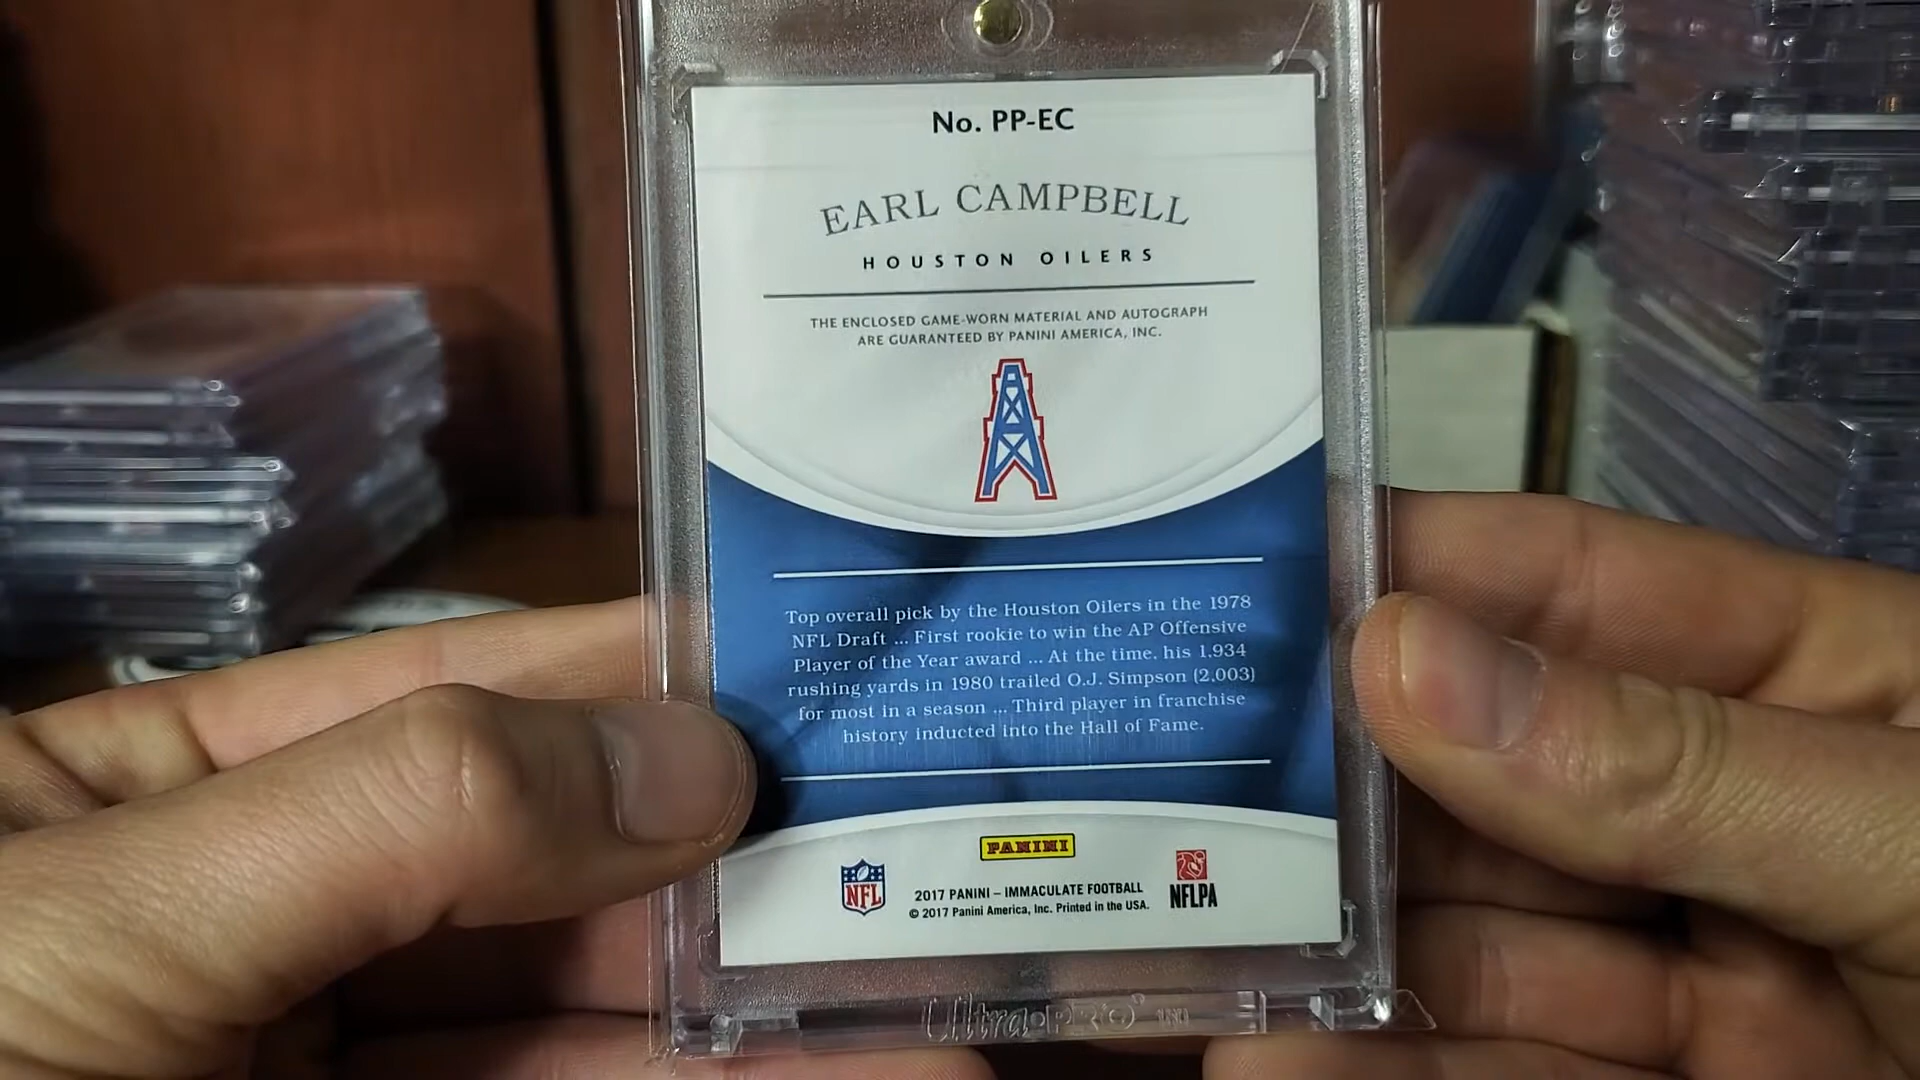 No. PP-EC
EARL CAMPBELL
HOUSTON OILERS
THE ENCLOSED GAME-WORN MATERIAL AND AUTOGRAPH
ARE GUARANTEED BY PANINI AMERICA, INC.
Top overall pick by the Houston Oilers in the 1978
NFL Draft ... First rookie to win the AP Offensive
Player of the Year award ... At the time, his 1,934
rushing yards in 1980 trailed O.J. Simpson (2,003)
for most in a season ... Third player in franchise
history inducted into the Hall of Fame.
PANINI
NFL
2017 PANINI – IMMACULATE FOOTBALL
© 2017 Panini America, Inc. Printed in the USA.
NFLPA
Ultra PRO